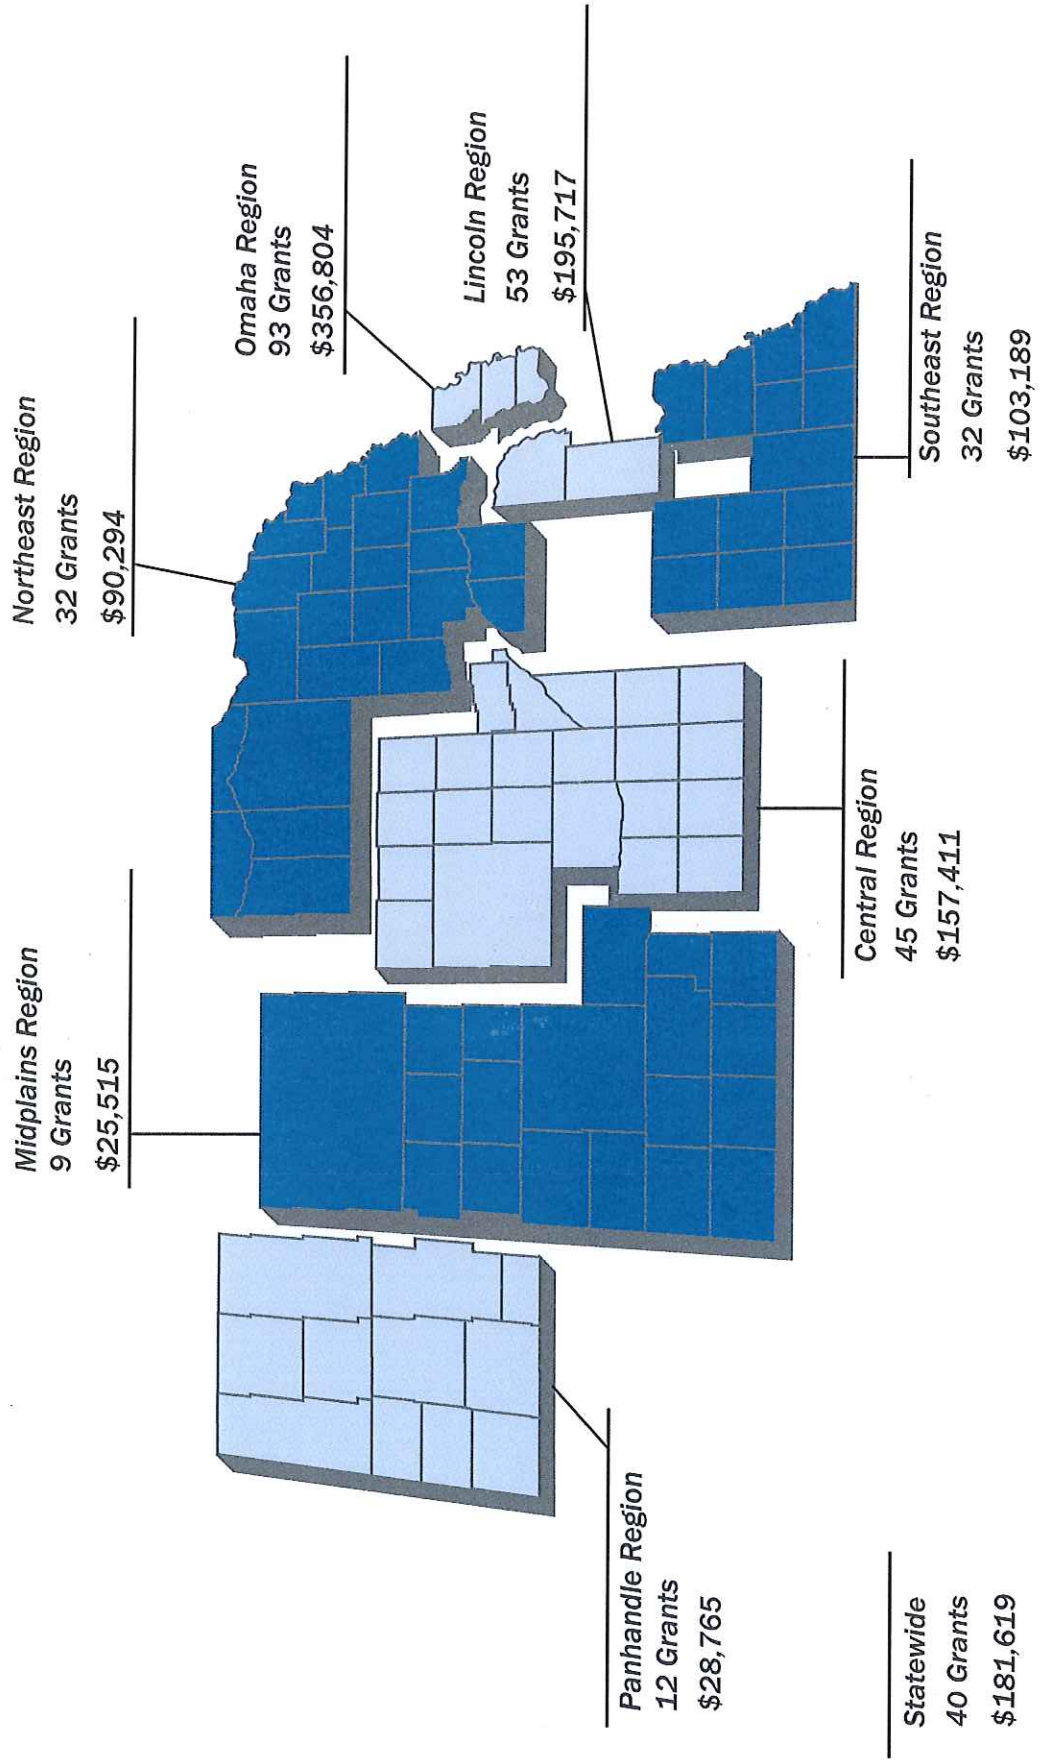 Northeast Region
32 Grants
$90,294
Omaha Region
93 Grants
$356,804
Lincoln Region
53 Grants
$195,717
Midplains Region
9 Grants
$25,515
Panhandle Region
12 Grants
$28,765
Central Region
45 Grants
$157,411
Southeast Region
32 Grants
$103,189
Statewide
40 Grants
$181,619